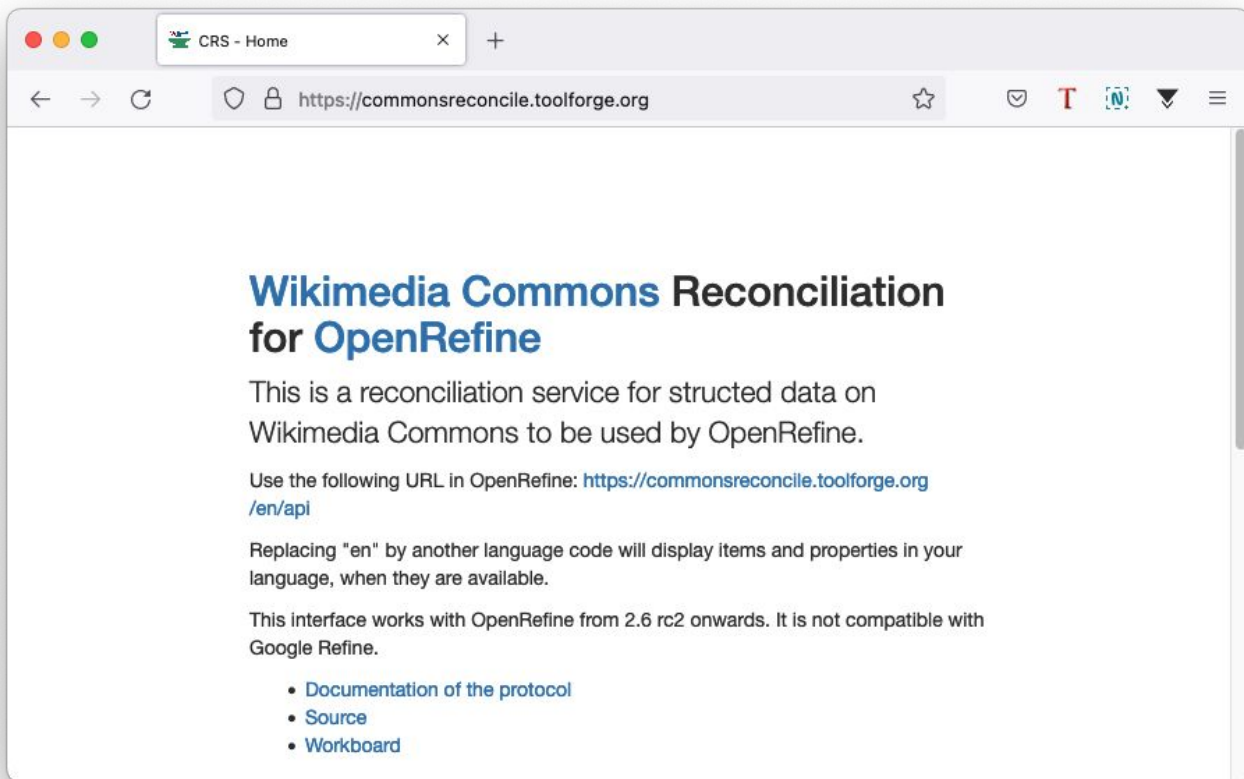 CRS - Home
https://commonsreconcile.toolforge.org
T
N
Wikimedia Commons Reconciliation
for OpenRefine
This is a reconciliation service for structed data on
Wikimedia Commons to be used by OpenRefine.
Use the following URL in OpenRefine: https://commonsreconcile.toolforge.org
/en/api
Replacing "en" by another language code will display items and properties in your
language, when they are available.
This interface works with OpenRefine from 2.6 rc2 onwards. It is not compatible with
Google Refine.
• Documentation of the protocol
• Source
• Workboard